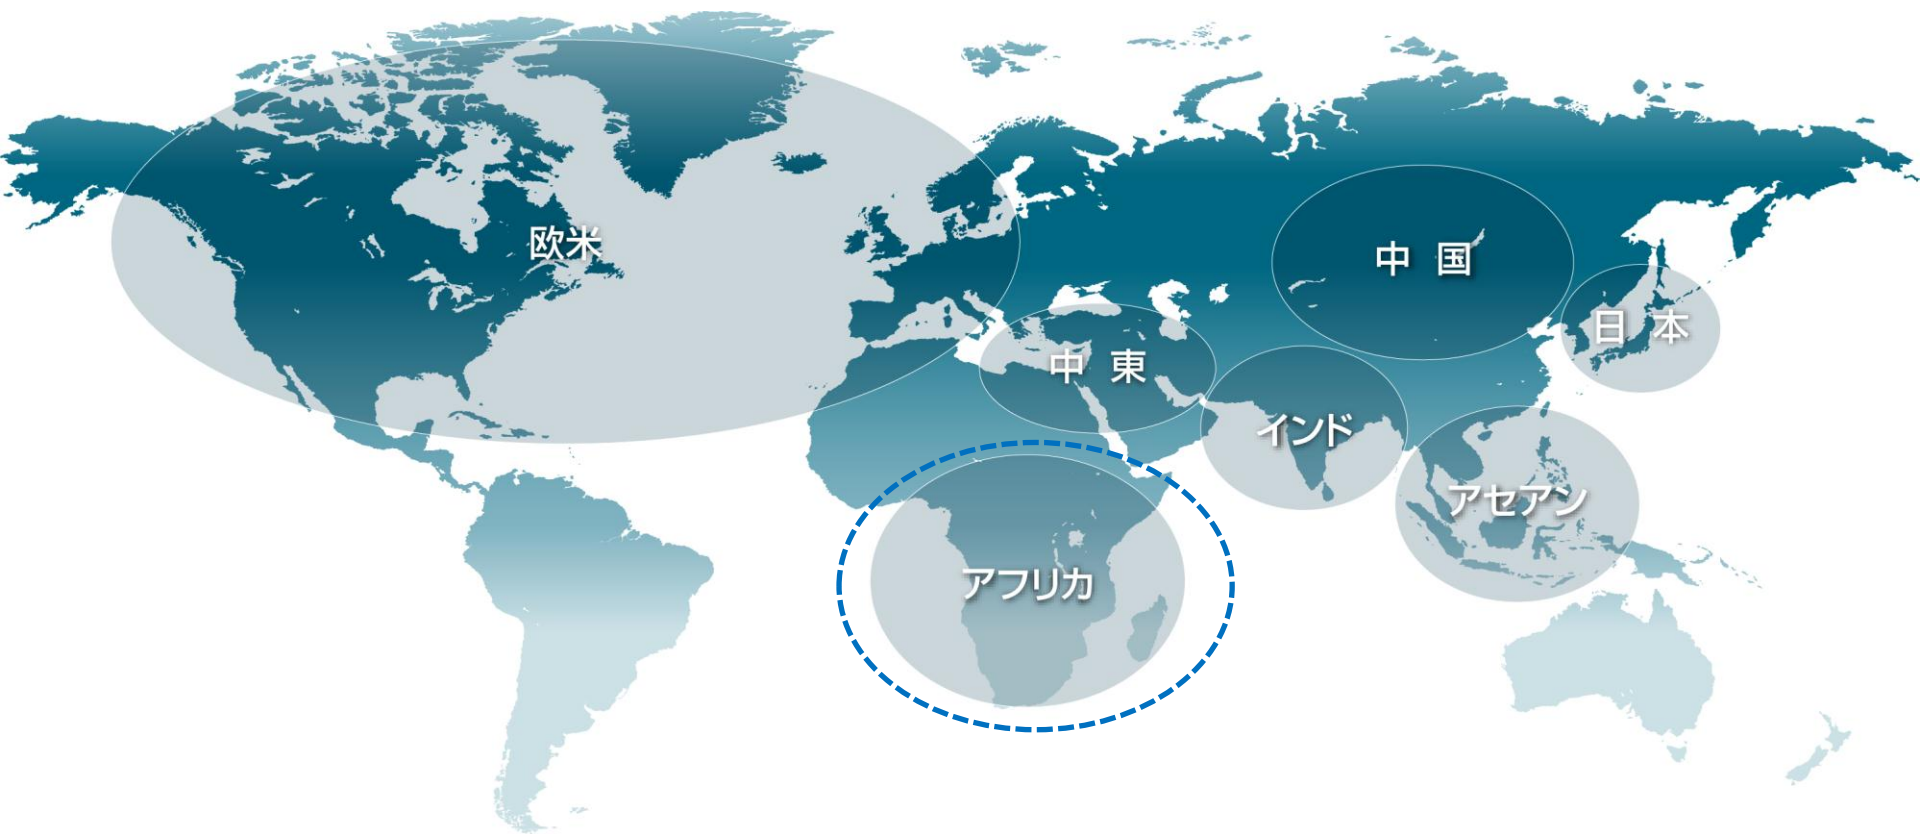 欧米
中 国
日 本
中 東
インド
アセアン
アフリカ